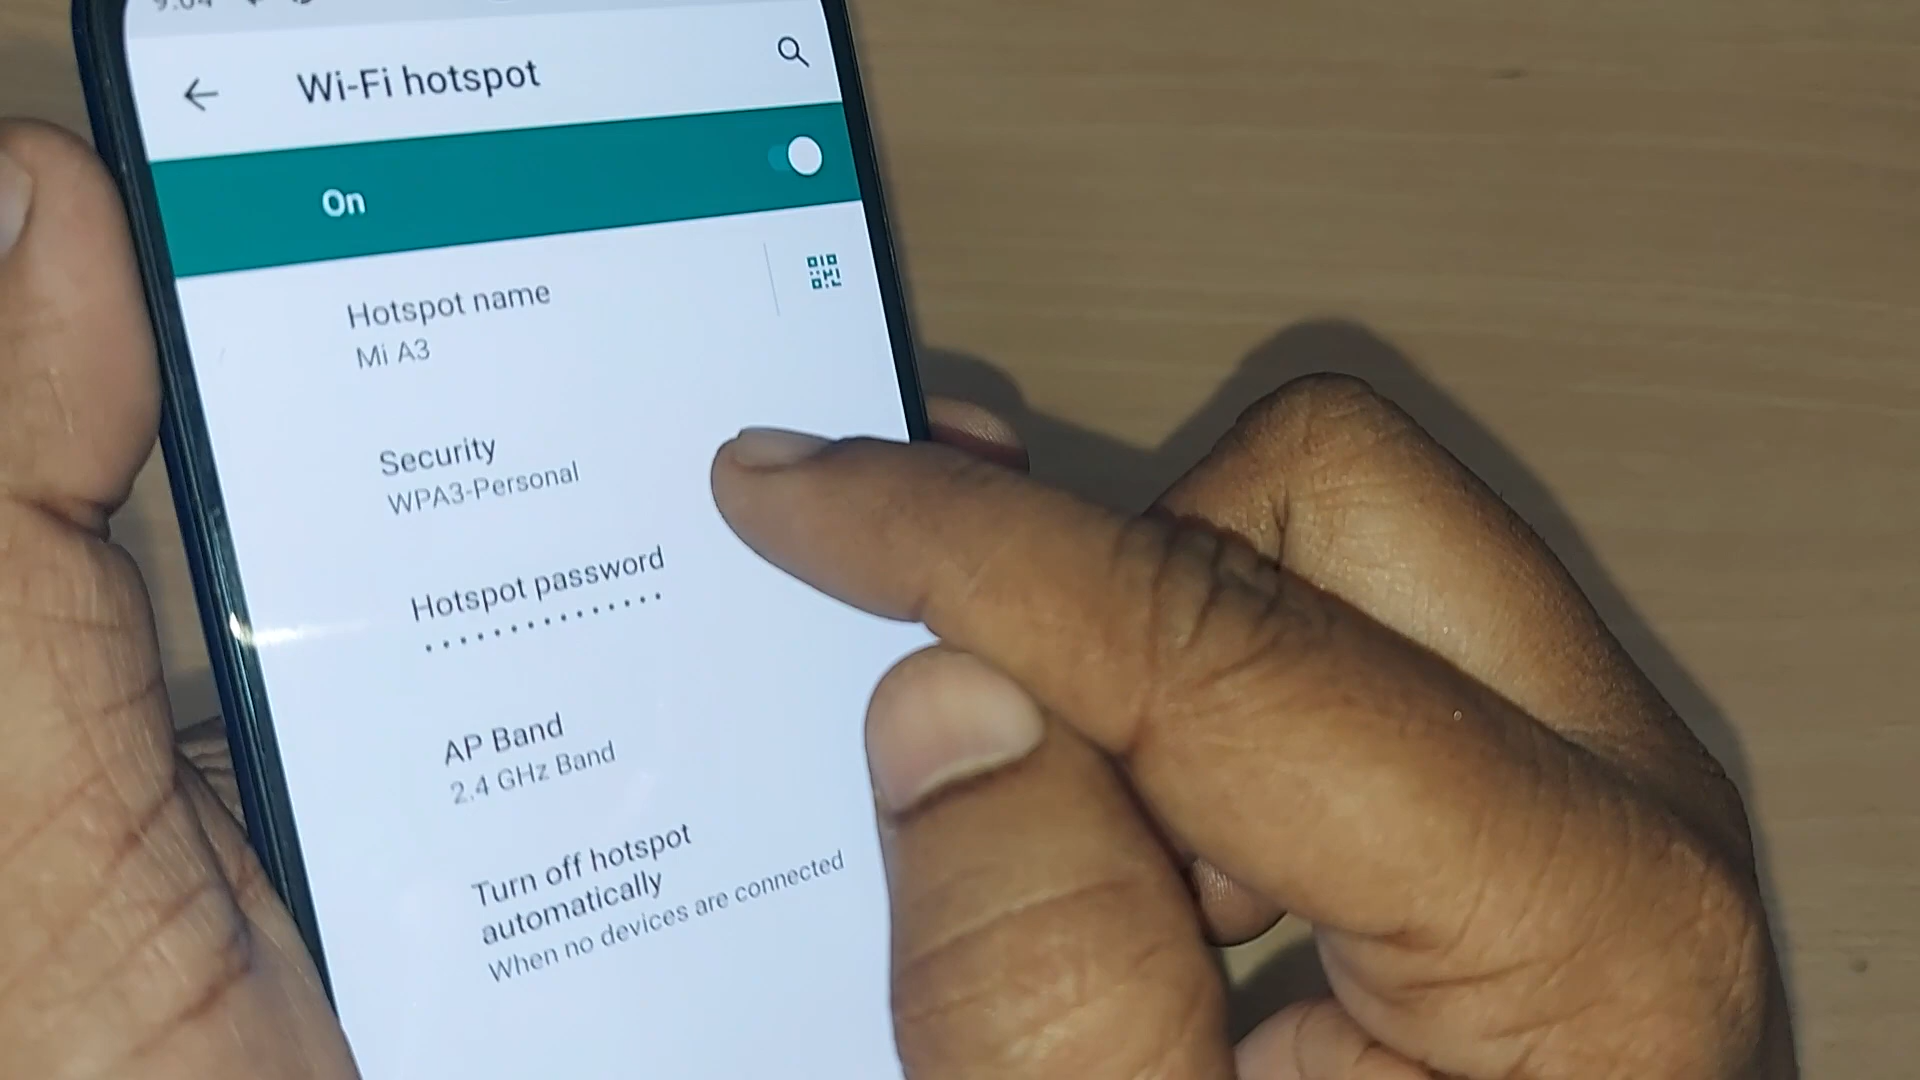 Wi-Fi hotspot
On
Hotspot name
Mi A3
Security
WPA3-Personal
Hotspot password
••••••••••••••
AP Band
2.4 GHz Band
Turn off hotspot
automatically
When no devices are connected